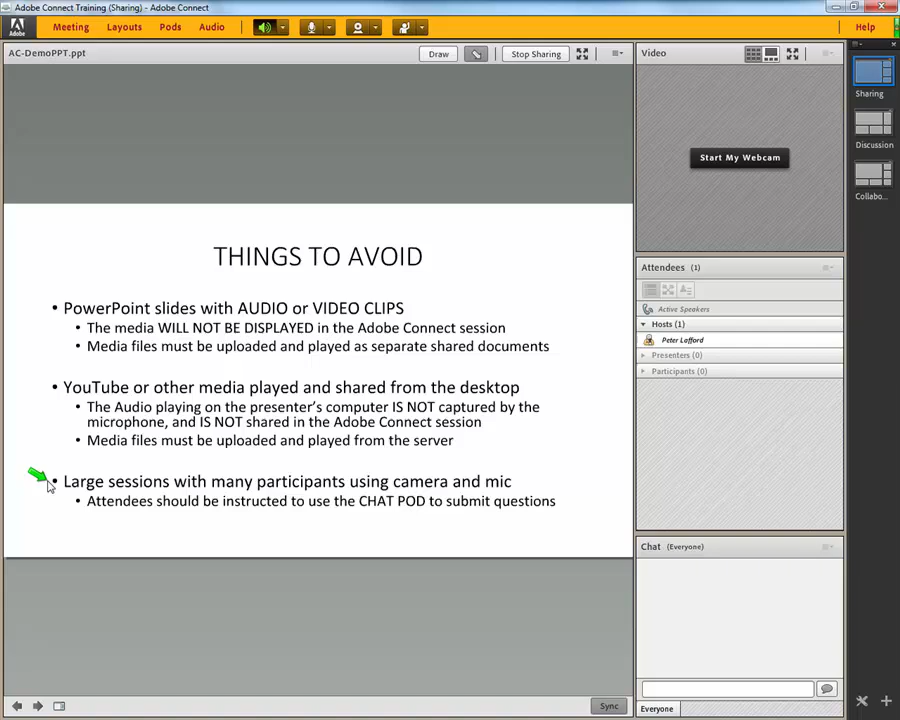 Adobe Connect Training (Sharing) - Adobe Connect
Meeting Layouts Pods Audio Help
AC-DemoPPT.ppt Draw Stop Sharing
THINGS TO AVOID
• PowerPoint slides with AUDIO or VIDEO CLIPS
• The media WILL NOT BE DISPLAYED in the Adobe Connect session
• Media files must be uploaded and played as separate shared documents
• YouTube or other media played and shared from the desktop
• The Audio playing on the presenter's computer IS NOT captured by the
microphone, and IS NOT shared in the Adobe Connect session
• Media files must be uploaded and played from the server
• Large sessions with many participants using camera and mic
• Attendees should be instructed to use the CHAT POD to submit questions
Sync
Video
Start My Webcam
Attendees (1)
Active Speakers
Hosts (1)
Peter Lafford
Presenters (0)
Participants (0)
Chat (Everyone)
Everyone
Sharing
Discussion
Collabo...